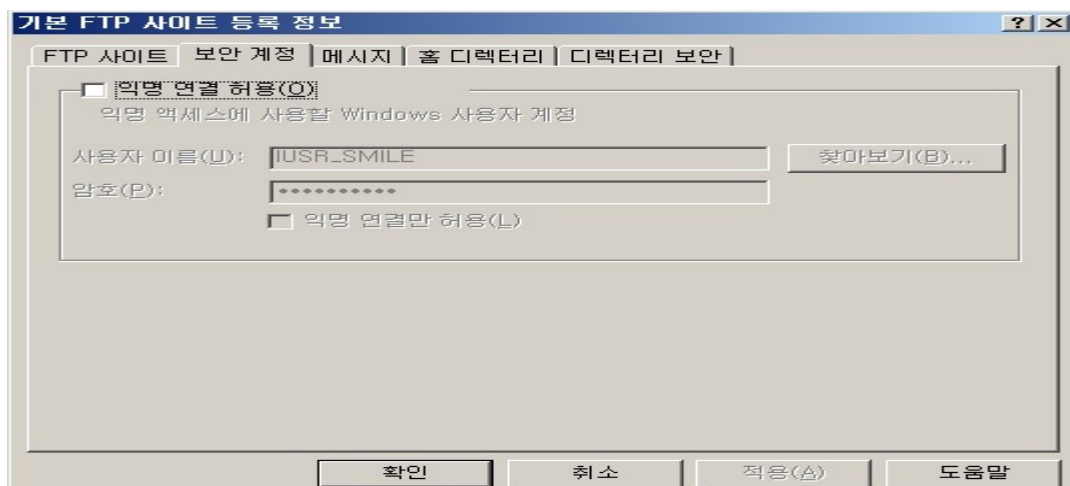 기본 FTP 사이트 등록 정보
FTP 사이트 보안 계정 메시지 홈 디렉터리 디렉터리 보안
익명 연결 허용(O)
익명 액세스에 사용할 Windows 사용자 계정
사용자 이름(U): IUSR_SMILE 찾아보기(B)...
암호(P): **********
익명 연결만 허용(L)
확인 취소 적용(A) 도움말